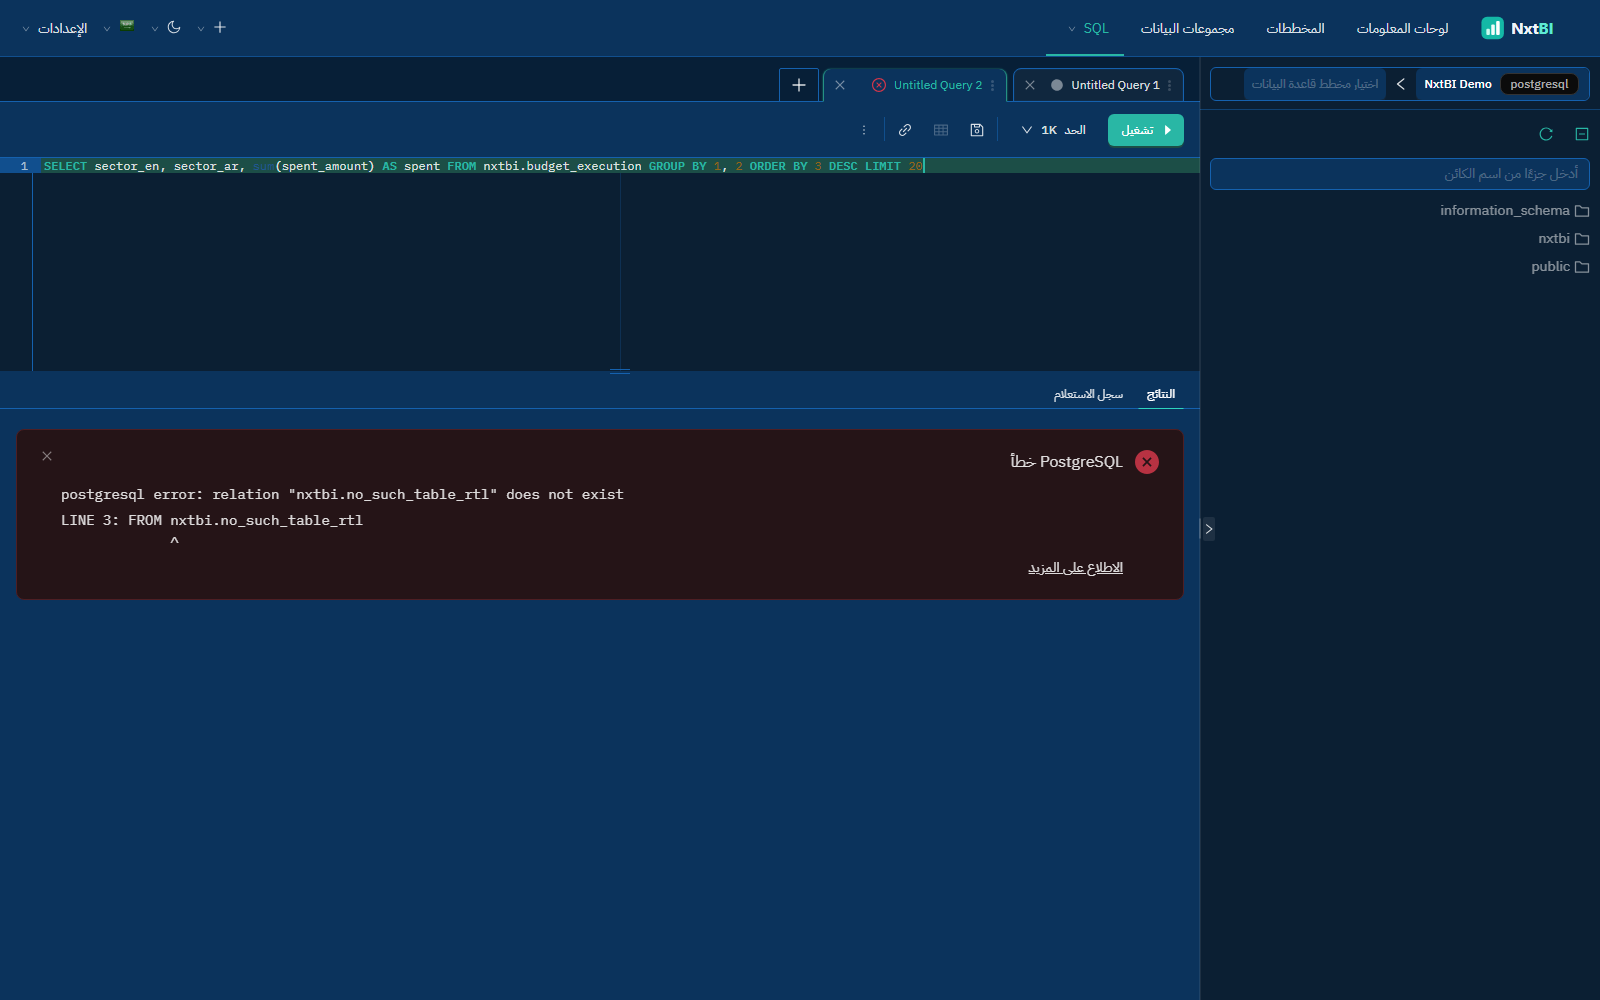 NxtBI
لوحات المعلومات
المخططات
مجموعات البيانات
SQL
الإعدادات
postgresql
NxtBI Demo
اختيار مخطط قاعدة البيانات
Untitled Query 1
Untitled Query 2
تشغيل
الحد 1K
أدخل جزءًا من اسم الكائن
information_schema
nxtbi
public
1
SELECT sector_en, sector_ar, sum(spent_amount) AS spent FROM nxtbi.budget_execution GROUP BY 1, 2 ORDER BY 3 DESC LIMIT 20
النتائج
سجل الاستعلام
PostgreSQL خطأ
postgresql error: relation "nxtbi.no_such_table_rtl" does not exist
LINE 3: FROM nxtbi.no_such_table_rtl
^
الاطلاع على المزيد